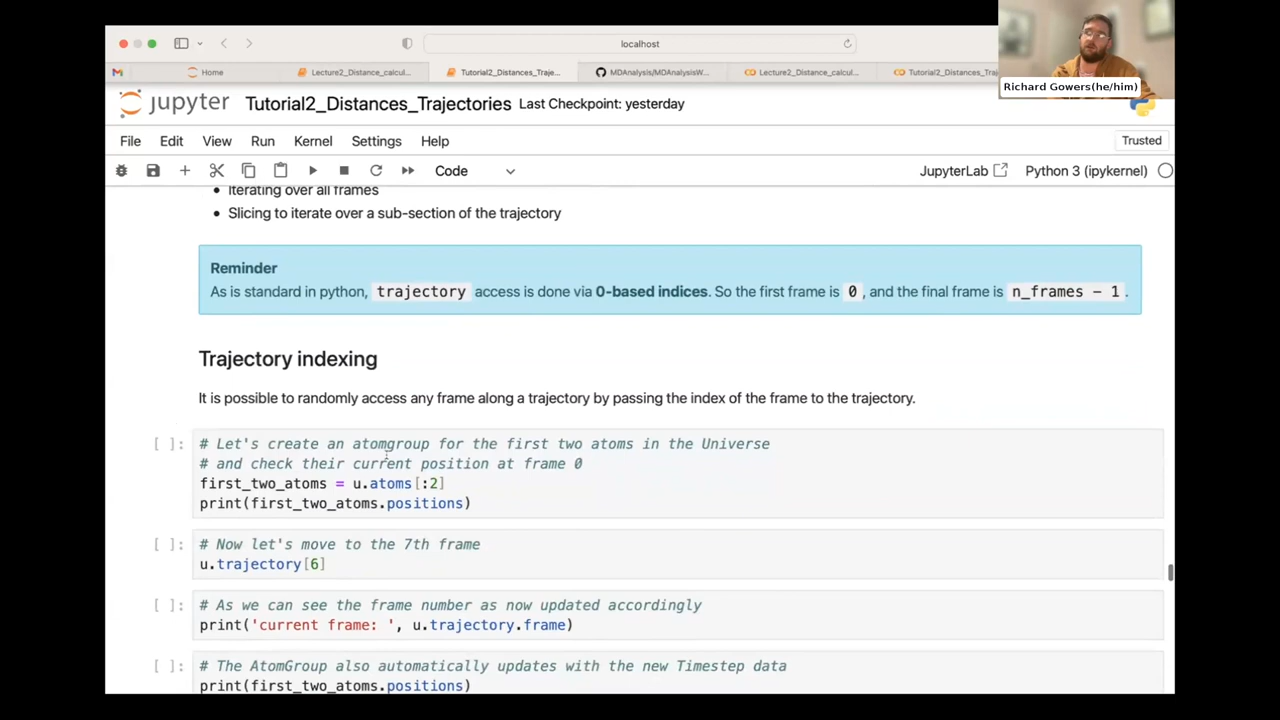 localhost
Home
Lecture2_Distance_calcul...
Tutorial2_Distances_Traje...
MDAnalysis/MDAnalysisW...
Lecture2_Distance_calcul...
Tutorial2_Distances_Tra
Richard Gowers(he/him)
jupyter Tutorial2_Distances_Trajectories Last Checkpoint: yesterday
File Edit View Run Kernel Settings Help
Trusted
Code
JupyterLab
Python 3 (ipykernel)
• Iterating over all frames
• Slicing to iterate over a sub-section of the trajectory
Reminder
As is standard in python, trajectory access is done via 0-based indices. So the first frame is 0 , and the final frame is n_frames - 1 .
Trajectory indexing
It is possible to randomly access any frame along a trajectory by passing the index of the frame to the trajectory.
[ ]: # Let's create an atomgroup for the first two atoms in the Universe
# and check their current position at frame 0
first_two_atoms = u.atoms[:2]
print(first_two_atoms.positions)
[ ]: # Now let's move to the 7th frame
u.trajectory[6]
[ ]: # As we can see the frame number as now updated accordingly
print('current frame: ', u.trajectory.frame)
[ ]: # The AtomGroup also automatically updates with the new Timestep data
print(first_two_atoms.positions)